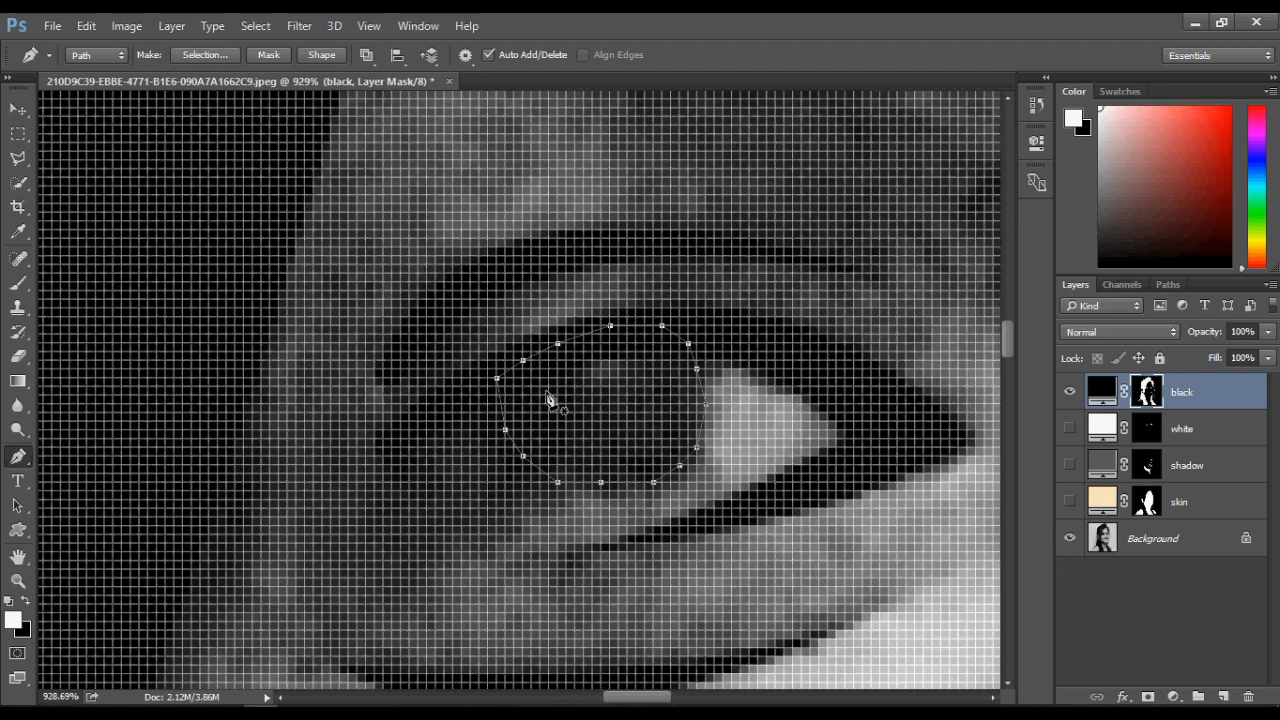 Ps File Edit Image Layer Type Select Filter 3D View Window Help
Path Make: Selection... Mask Shape Auto Add/Delete Align Edges Essentials
210D9C39-EBBE-4771-B1E6-090A7A1662C9.jpeg @ 929% (black, Layer Mask/8) *
Color Swatches
Layers Channels Paths
Kind
Normal Opacity: 100%
Lock: Fill: 100%
black
white
shadow
skin
Background
928.69% Doc: 2.12M/3.86M